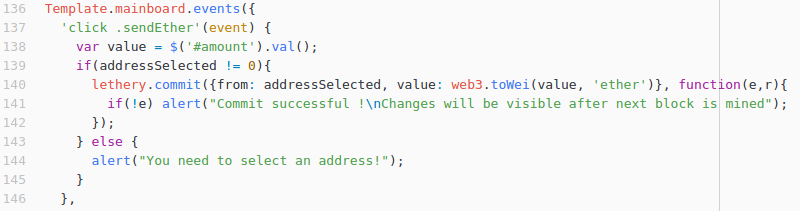 136 Template.mainboard.events({
137   'click .sendEther'(event) {
138     var value = $('#amount').val();
139     if(addressSelected != 0){
140       lethery.commit({from: addressSelected, value: web3.toWei(value, 'ether')}, function(e,r){
141         if(!e) alert("Commit successful !\nChanges will be visible after next block is mined");
142       });
143     } else {
144       alert("You need to select an address!");
145     }
146   },